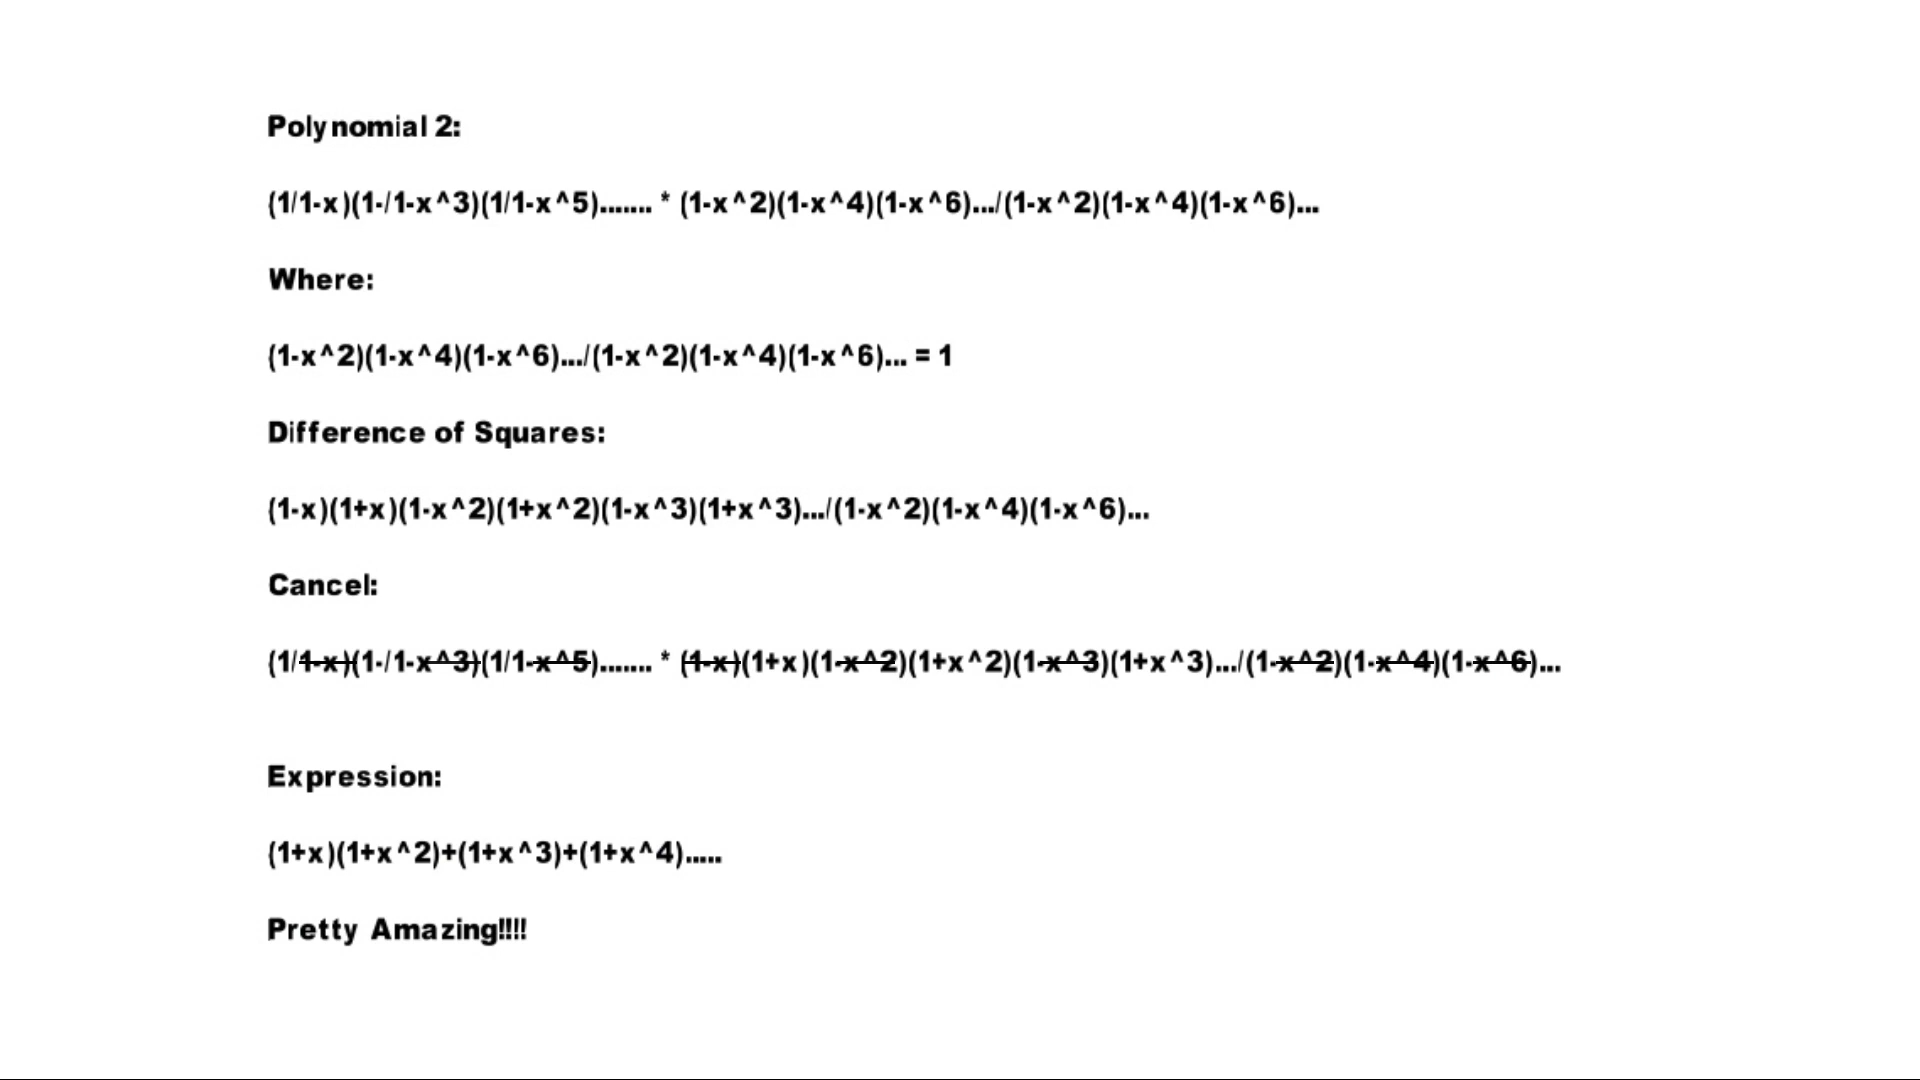 Polynomial 2:
(1/1-x)(1-/1-x^3)(1/1-x^5)....... * (1-x^2)(1-x^4)(1-x^6).../(1-x^2)(1-x^4)(1-x^6)...
Where:
(1-x^2)(1-x^4)(1-x^6).../(1-x^2)(1-x^4)(1-x^6)... = 1
Difference of Squares:
(1-x)(1+x)(1-x^2)(1+x^2)(1-x^3)(1+x^3).../(1-x^2)(1-x^4)(1-x^6)...
Cancel:
(1/1-x)(1-/1-x^3)(1/1-x^5)....... * (1-x)(1+x)(1-x^2)(1+x^2)(1-x^3)(1+x^3).../(1-x^2)(1-x^4)(1-x^6)...
Expression:
(1+x)(1+x^2)+(1+x^3)+(1+x^4).....
Pretty Amazing!!!!